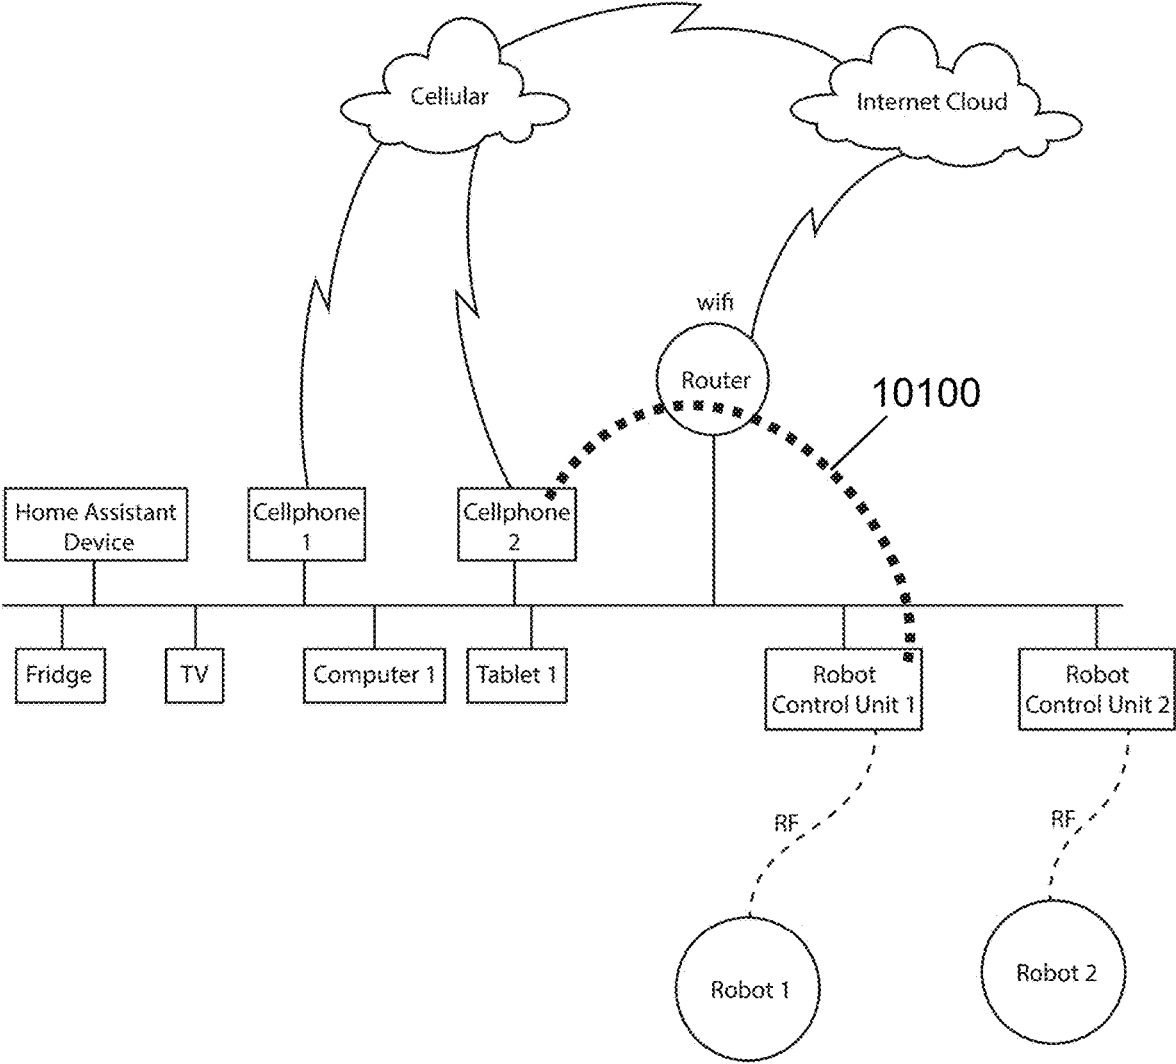 Cellular
Internet Cloud
wifi
Router
10100
Home Assistant
Device
Cellphone
1
Cellphone
2
Fridge
TV
Computer 1
Tablet 1
Robot
Control Unit 1
Robot
Control Unit 2
RF
RF
Robot 1
Robot 2